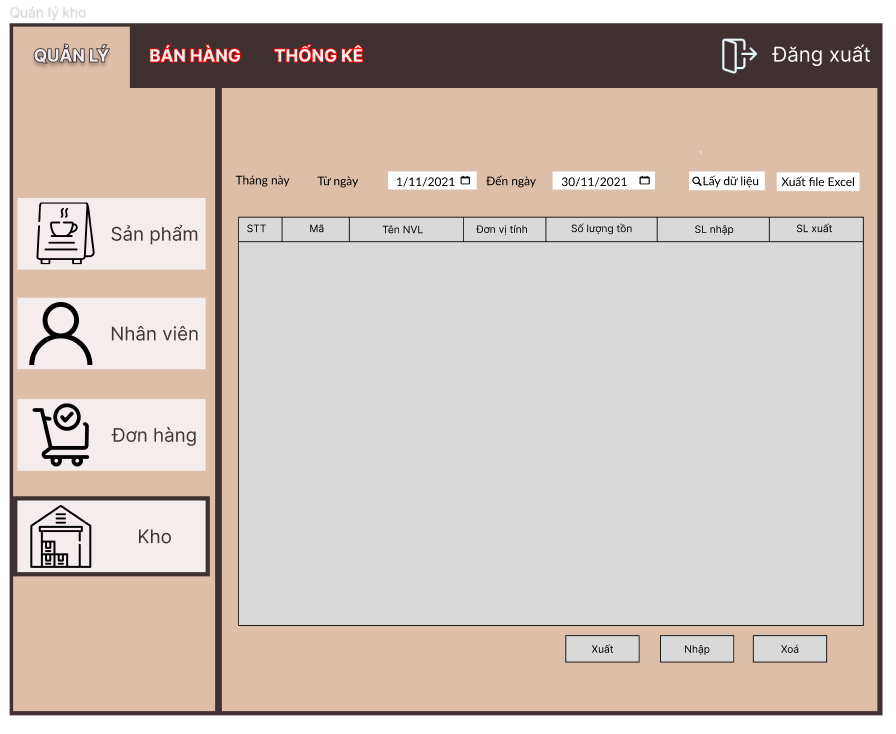 Quản lý kho
QUẢN LÝ BÁN HÀNG THỐNG KÊ Đăng xuất
Tháng này Từ ngày 1/11/2021 Đến ngày 30/11/2021 Lấy dữ liệu Xuất file Excel
STT Mã Tên NVL Đơn vị tính Số lượng tồn SL nhập SL xuất
Sản phẩm
Nhân viên
Đơn hàng
Kho
Xuất Nhập Xoá